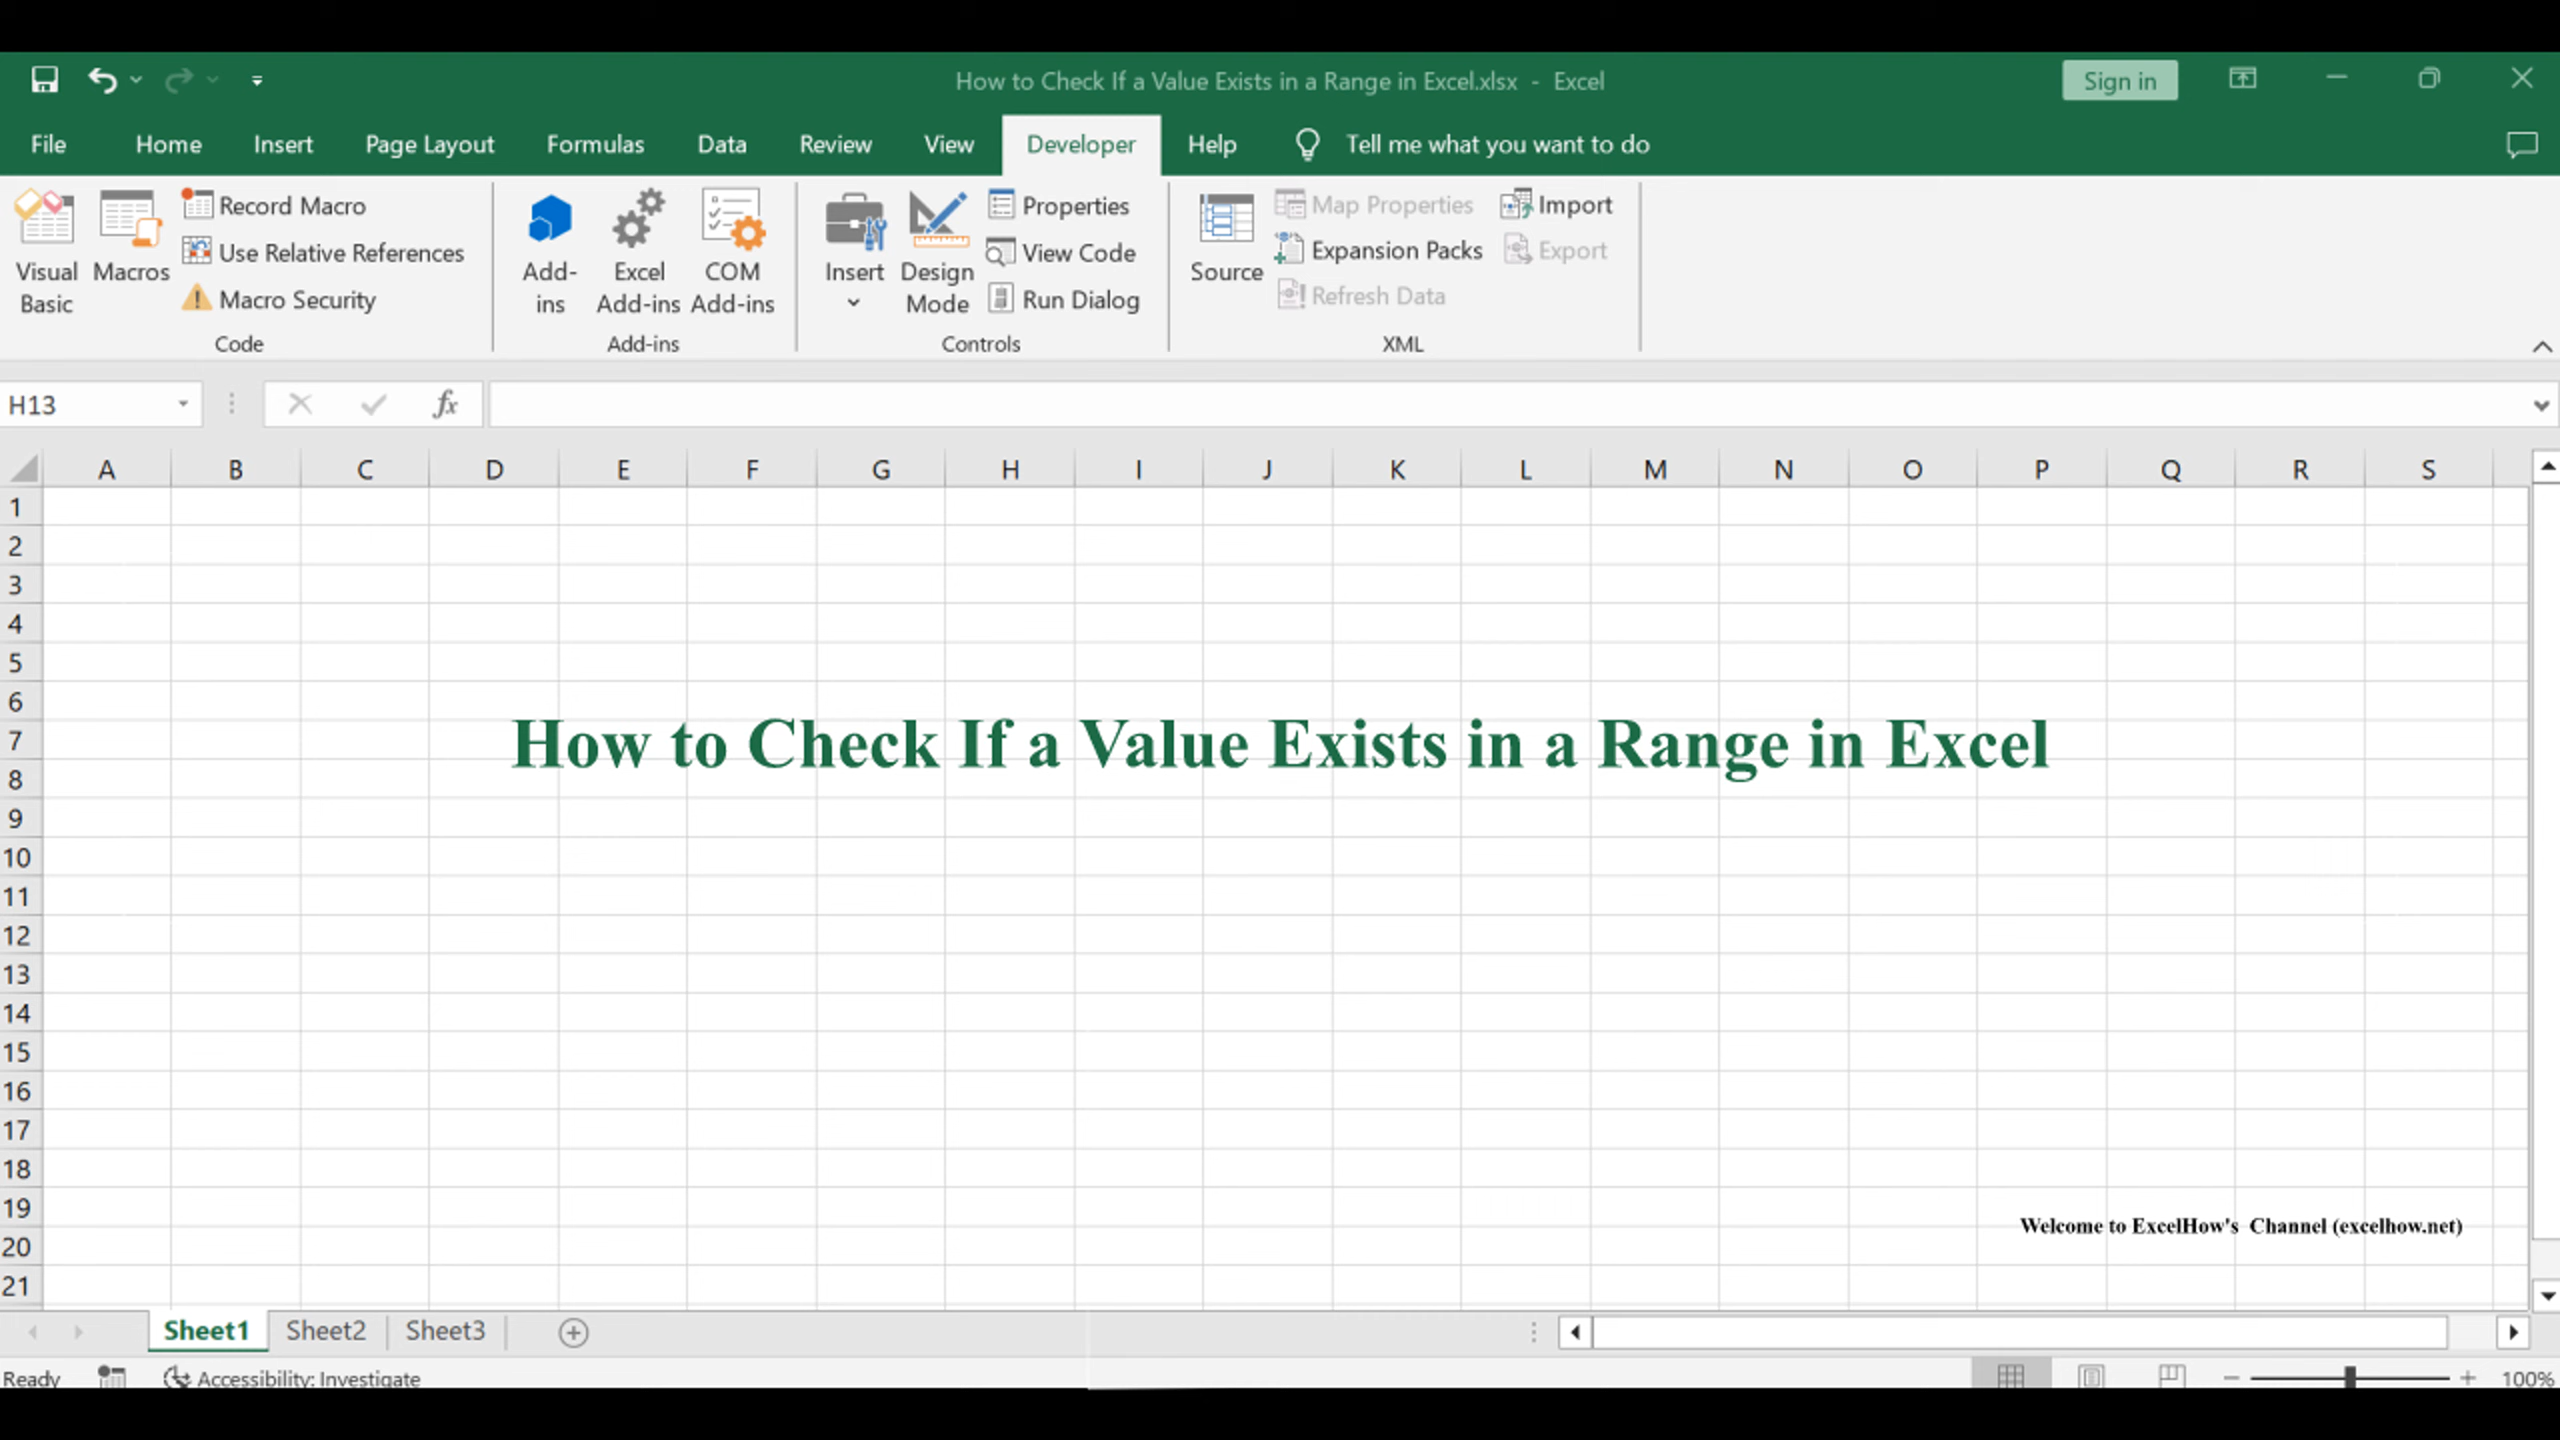 How to Check If a Value Exists in a Range in Excel.xlsx - Excel
Sign in
File Home Insert Page Layout Formulas Data Review View Developer Help Tell me what you want to do
Visual Basic
Macros
Record Macro
Use Relative References
Macro Security
Code
Add-ins
Excel Add-ins
COM Add-ins
Add-ins
Insert
Design Mode
Properties
View Code
Run Dialog
Controls
Source
Map Properties
Expansion Packs
Refresh Data
Import
Export
XML
H13
fx
A B C D E F G H I J K L M N O P Q R S
1
2
3
4
5
6
7
8
9
10
11
12
13
14
15
16
17
18
19
20
21
How to Check If a Value Exists in a Range in Excel
Welcome to ExcelHow's Channel (excelhow.net)
Sheet1 Sheet2 Sheet3
Ready Accessibility: Investigate 100%